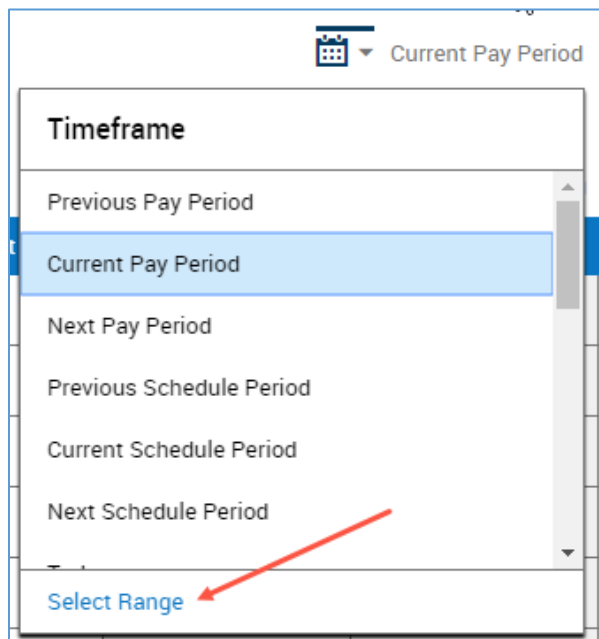 Current Pay Period
Timeframe
Previous Pay Period
Current Pay Period
Next Pay Period
Previous Schedule Period
Current Schedule Period
Next Schedule Period
Select Range